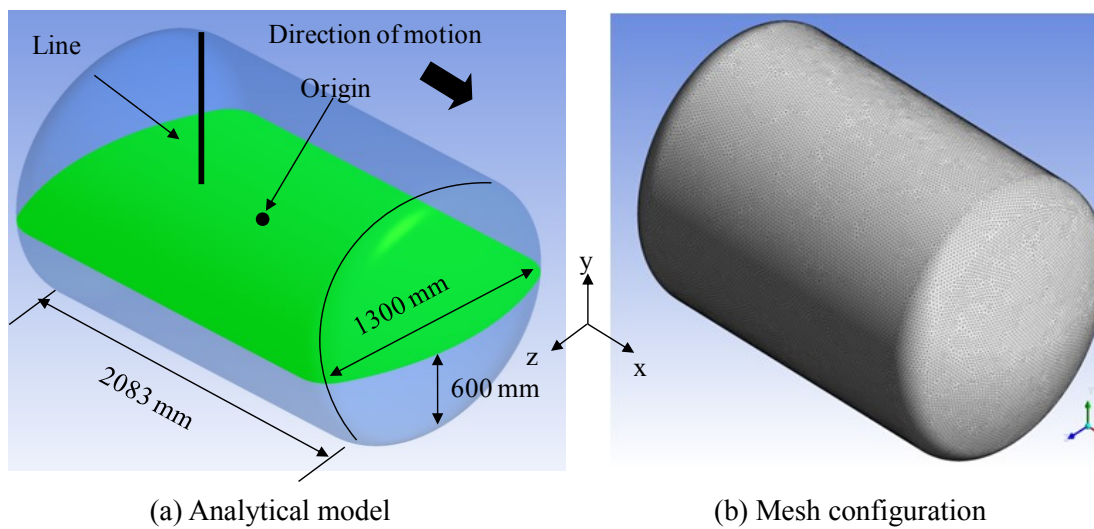 Line
Direction of motion
Origin
1300 mm
2083 mm
600 mm
y
z
x
(a) Analytical model
(b) Mesh configuration